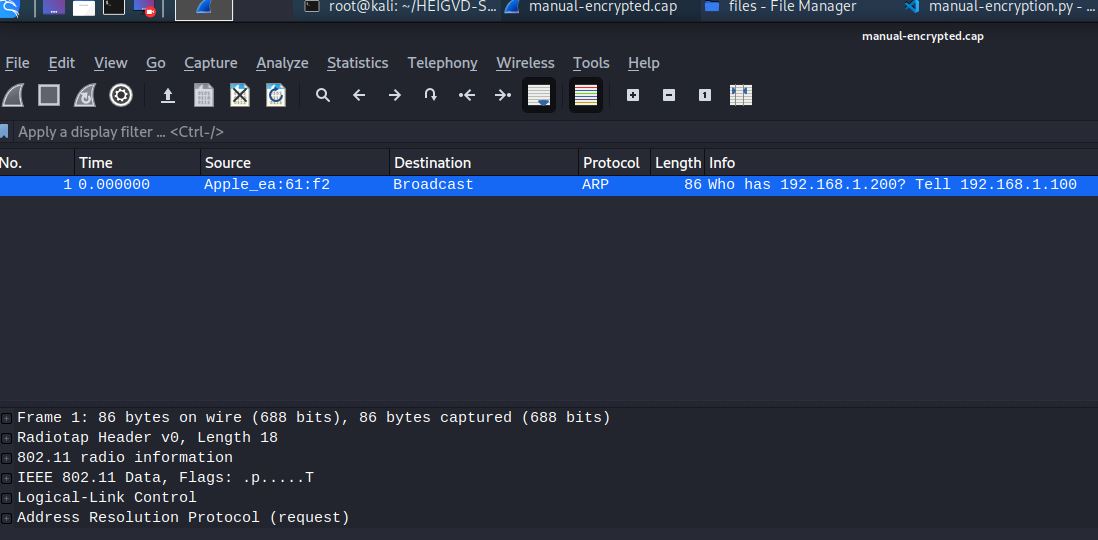 root@kali: ~/HEIGVD-S... manual-encrypted.cap files - File Manager manual-encryption.py - ...
manual-encrypted.cap
File Edit View Go Capture Analyze Statistics Telephony Wireless Tools Help
Apply a display filter ... <Ctrl-/>
No. Time Source Destination Protocol Length Info
1 0.000000 Apple_ea:61:f2 Broadcast ARP 86 Who has 192.168.1.200? Tell 192.168.1.100
Frame 1: 86 bytes on wire (688 bits), 86 bytes captured (688 bits)
Radiotap Header v0, Length 18
802.11 radio information
IEEE 802.11 Data, Flags: .p.....T
Logical-Link Control
Address Resolution Protocol (request)